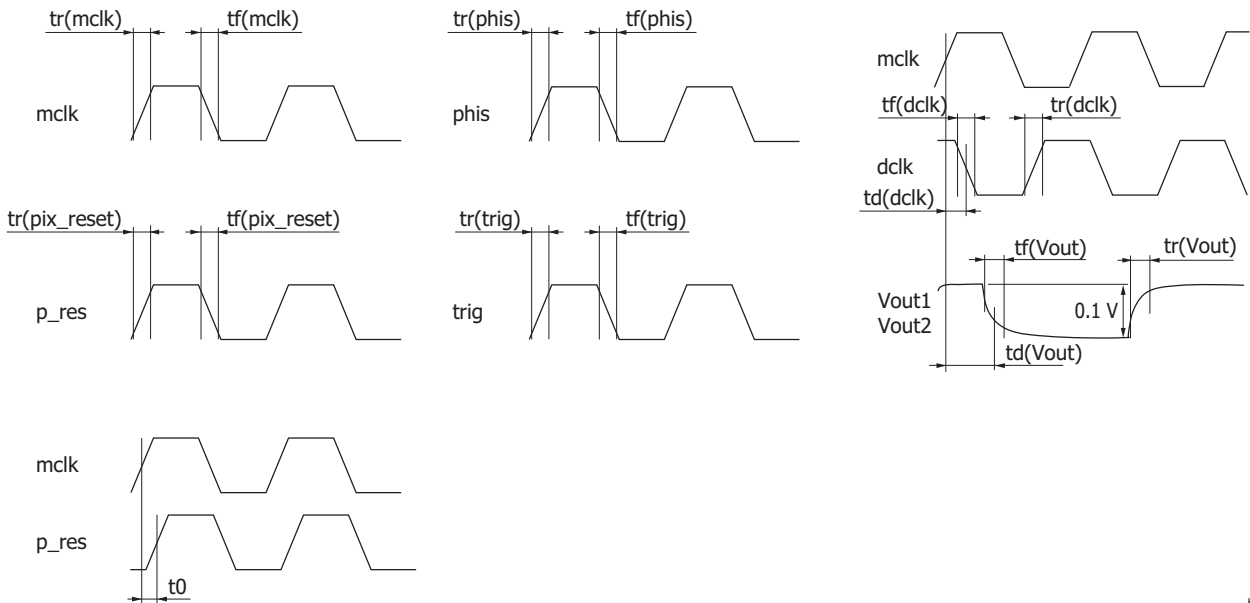 tr(mclk) tf(mclk)
mclk
tr(phis) tf(phis)
phis
mclk
tf(dclk) tr(dclk)
dclk
td(dclk)
tr(pix_reset) tf(pix_reset)
p_res
tr(trig) tf(trig)
trig
tf(Vout) tr(Vout)
Vout1
Vout2
0.1 V
td(Vout)
mclk
p_res
t0